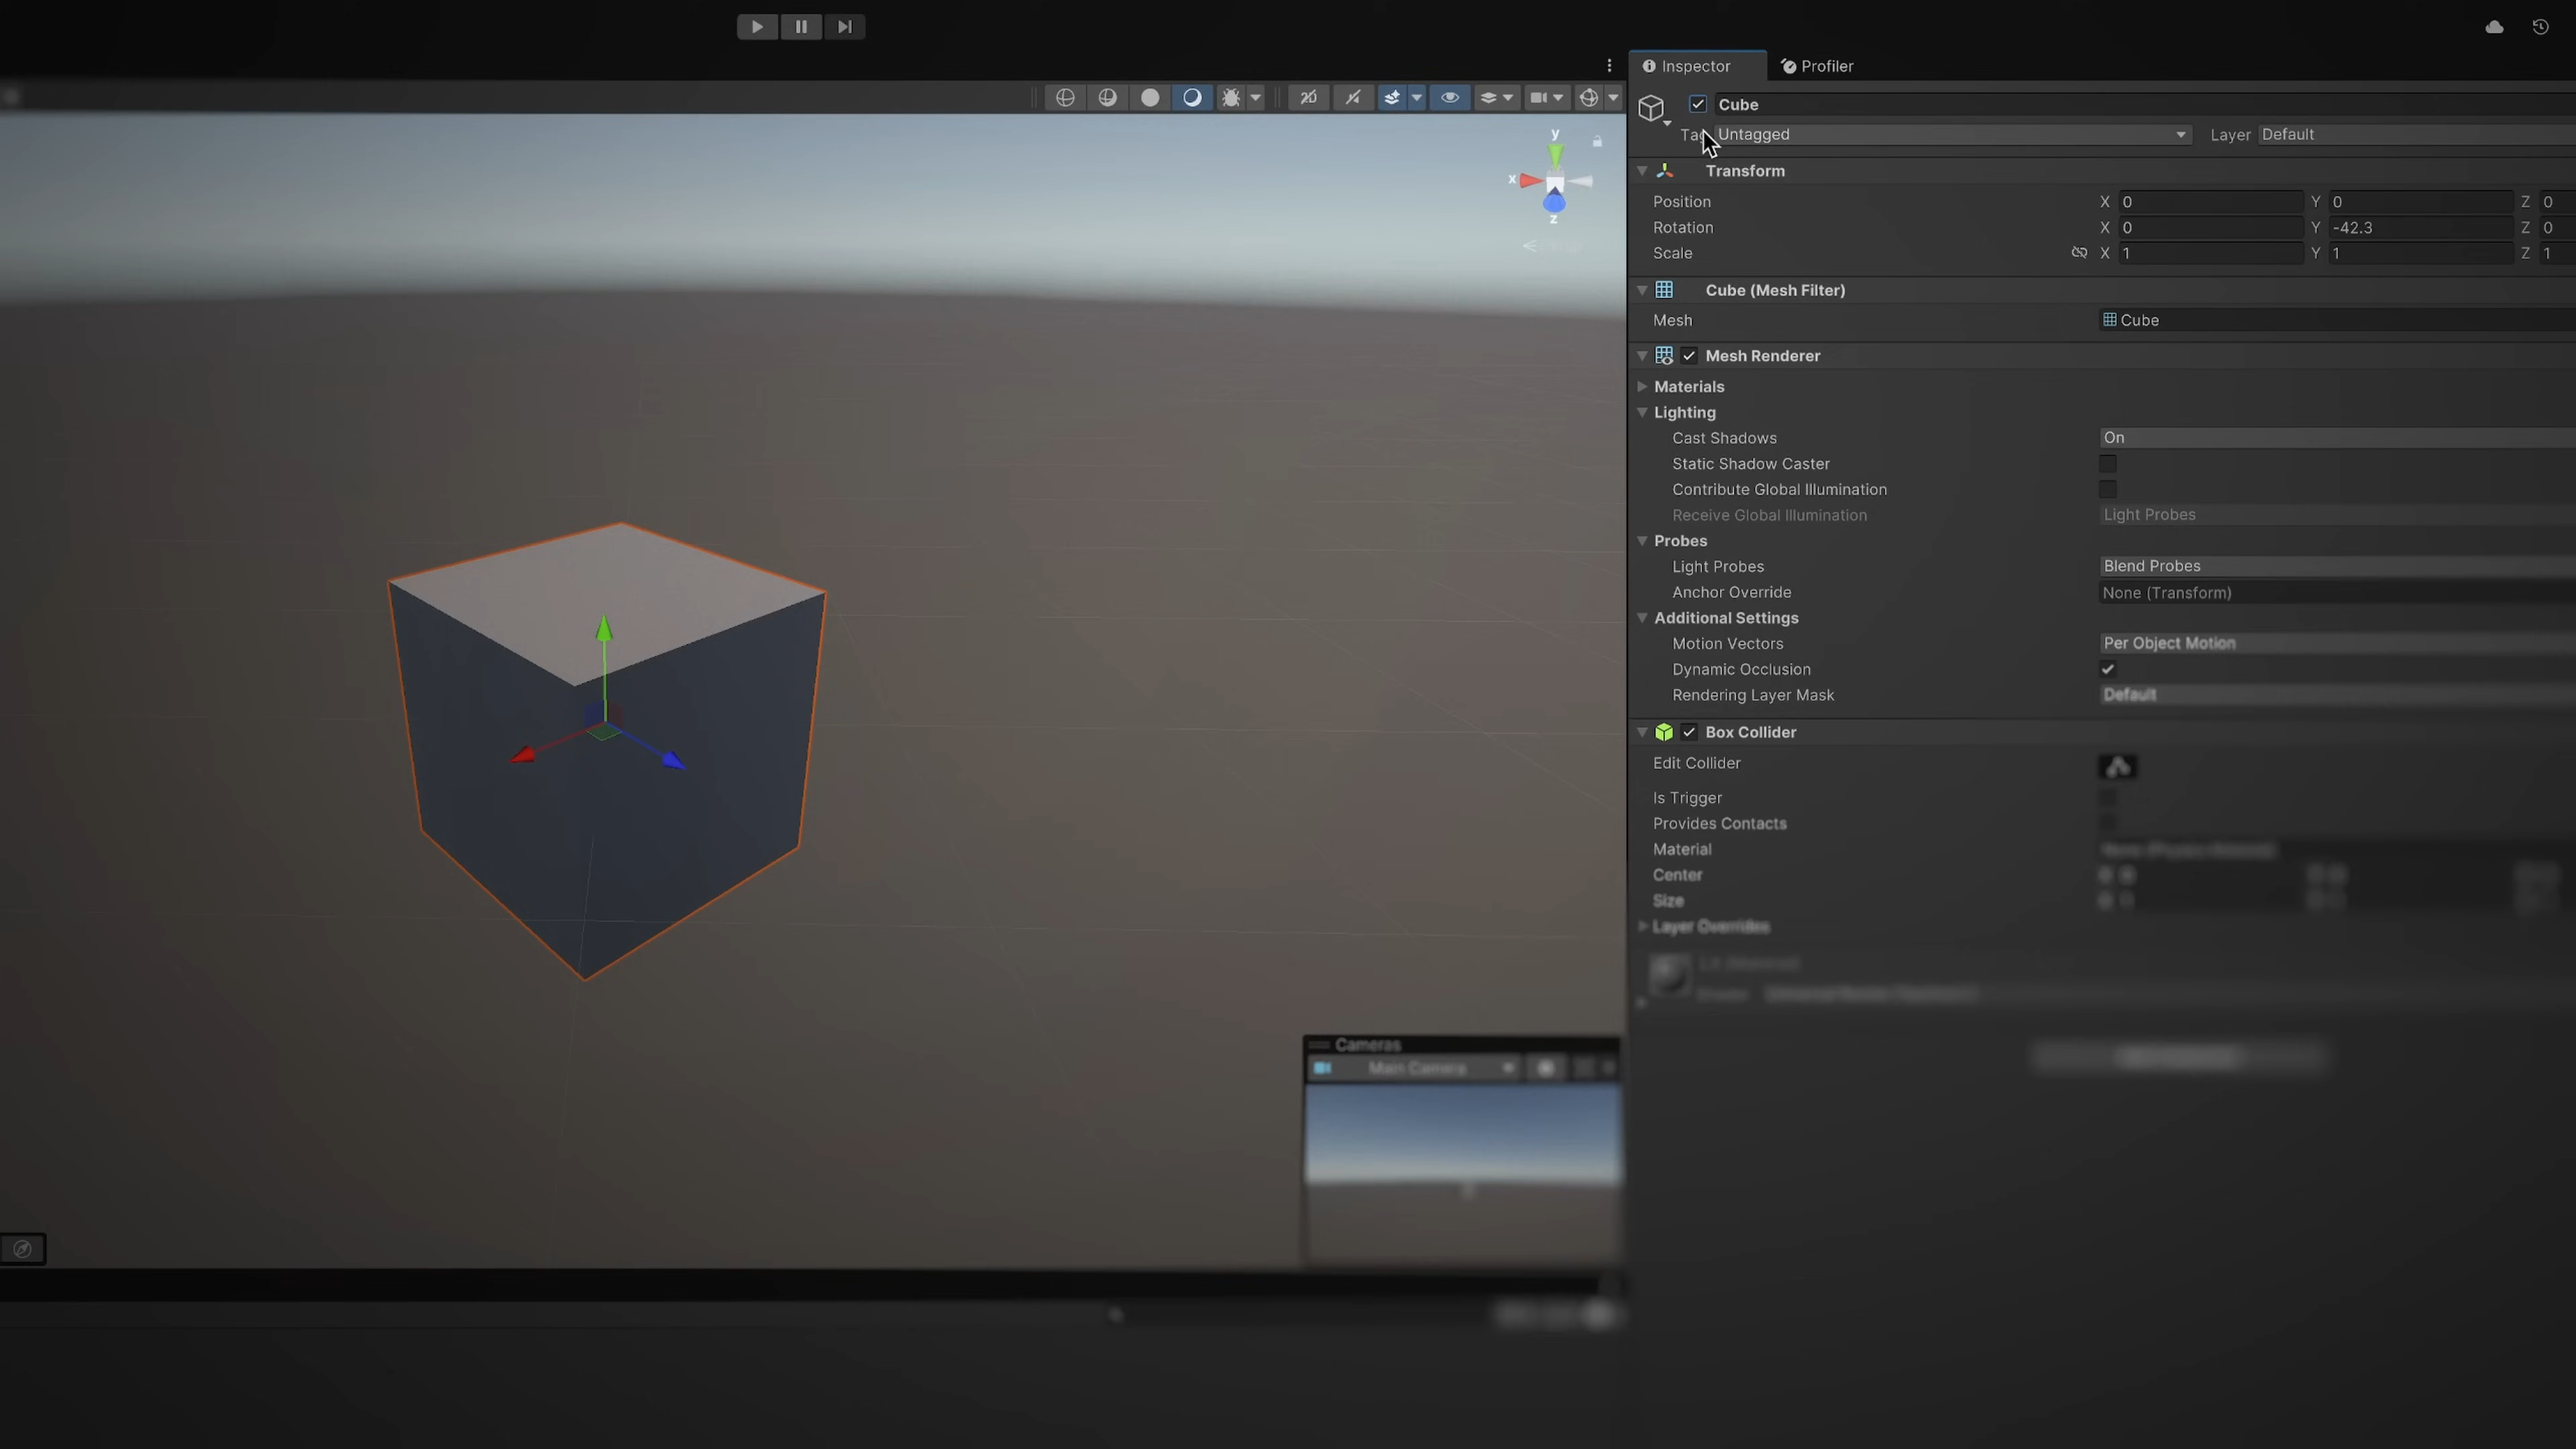 Inspector Profiler
Cube
Tag Untagged Layer Default
y
x
z
Transform
Position X 0 Y 0 Z 0
Rotation X 0 Y -42.3 Z 0
Scale X 1 Y 1 Z 1
Cube (Mesh Filter)
Mesh Cube
Mesh Renderer
Materials
Lighting
Cast Shadows On
Static Shadow Caster
Contribute Global Illumination
Receive Global Illumination Light Probes
Probes
Light Probes Blend Probes
Anchor Override None (Transform)
Additional Settings
Motion Vectors Per Object Motion
Dynamic Occlusion
Rendering Layer Mask Default
Box Collider
Edit Collider
Is Trigger
Provides Contacts
Material
Center
Size
Layer Overrides
Cameras
Main Camera